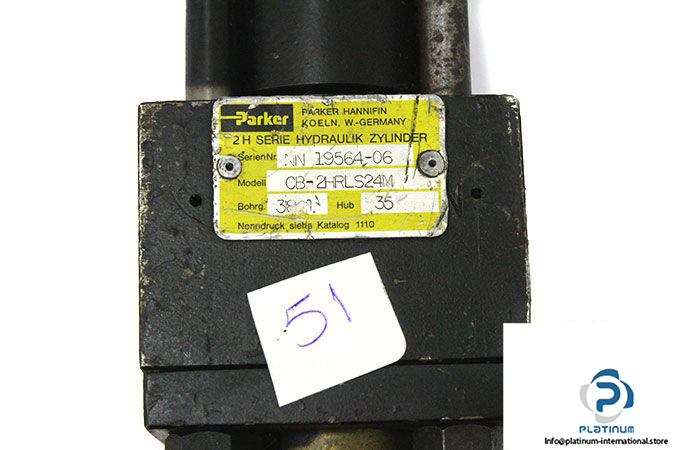 Parker
PARKER HANNIFIN
KOELN, W.-GERMANY
2H SERIE HYDRAULIK ZYLINDER
SerienNr. NN 19564-06
Modell CB-2HRLS24M
Bohrg. Hub 35
Nenndruck siehe Katalog 1110
51
PLATINUM
Info@platinum-international.store